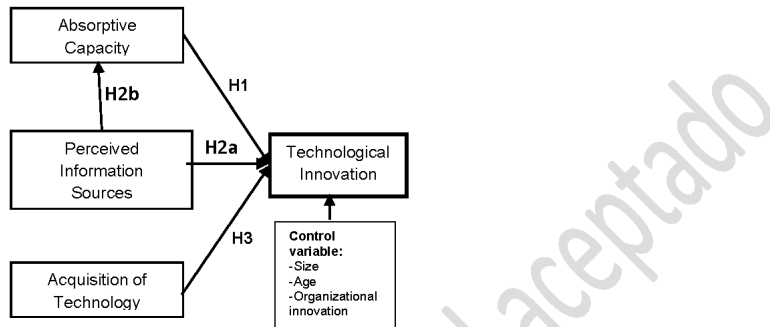 Absorptive
Capacity
H2b
H1
Perceived
Information
Sources
H2a
Technological
Innovation
H3
Acquisition of
Technology
Control
variable:
-Size
-Age
-Organizational
innovation
aceptado